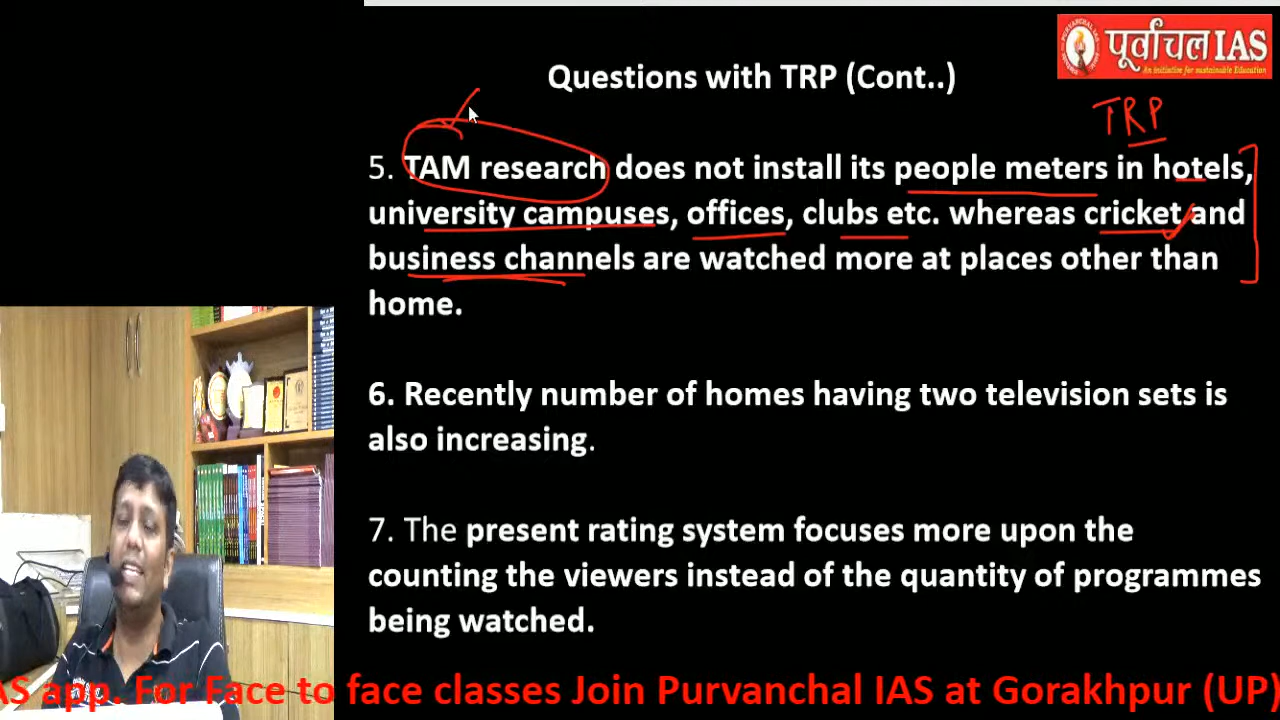 पूर्वांचल IAS
An initiative for sustainable Education
Questions with TRP (Cont..)
TRP
5. TAM research does not install its people meters in hotels,
university campuses, offices, clubs etc. whereas cricket and
business channels are watched more at places other than
home.
6. Recently number of homes having two television sets is
also increasing.
7. The present rating system focuses more upon the
counting the viewers instead of the quantity of programmes
being watched.
AS app. For Face to face classes Join Purvanchal IAS at Gorakhpur (UP)